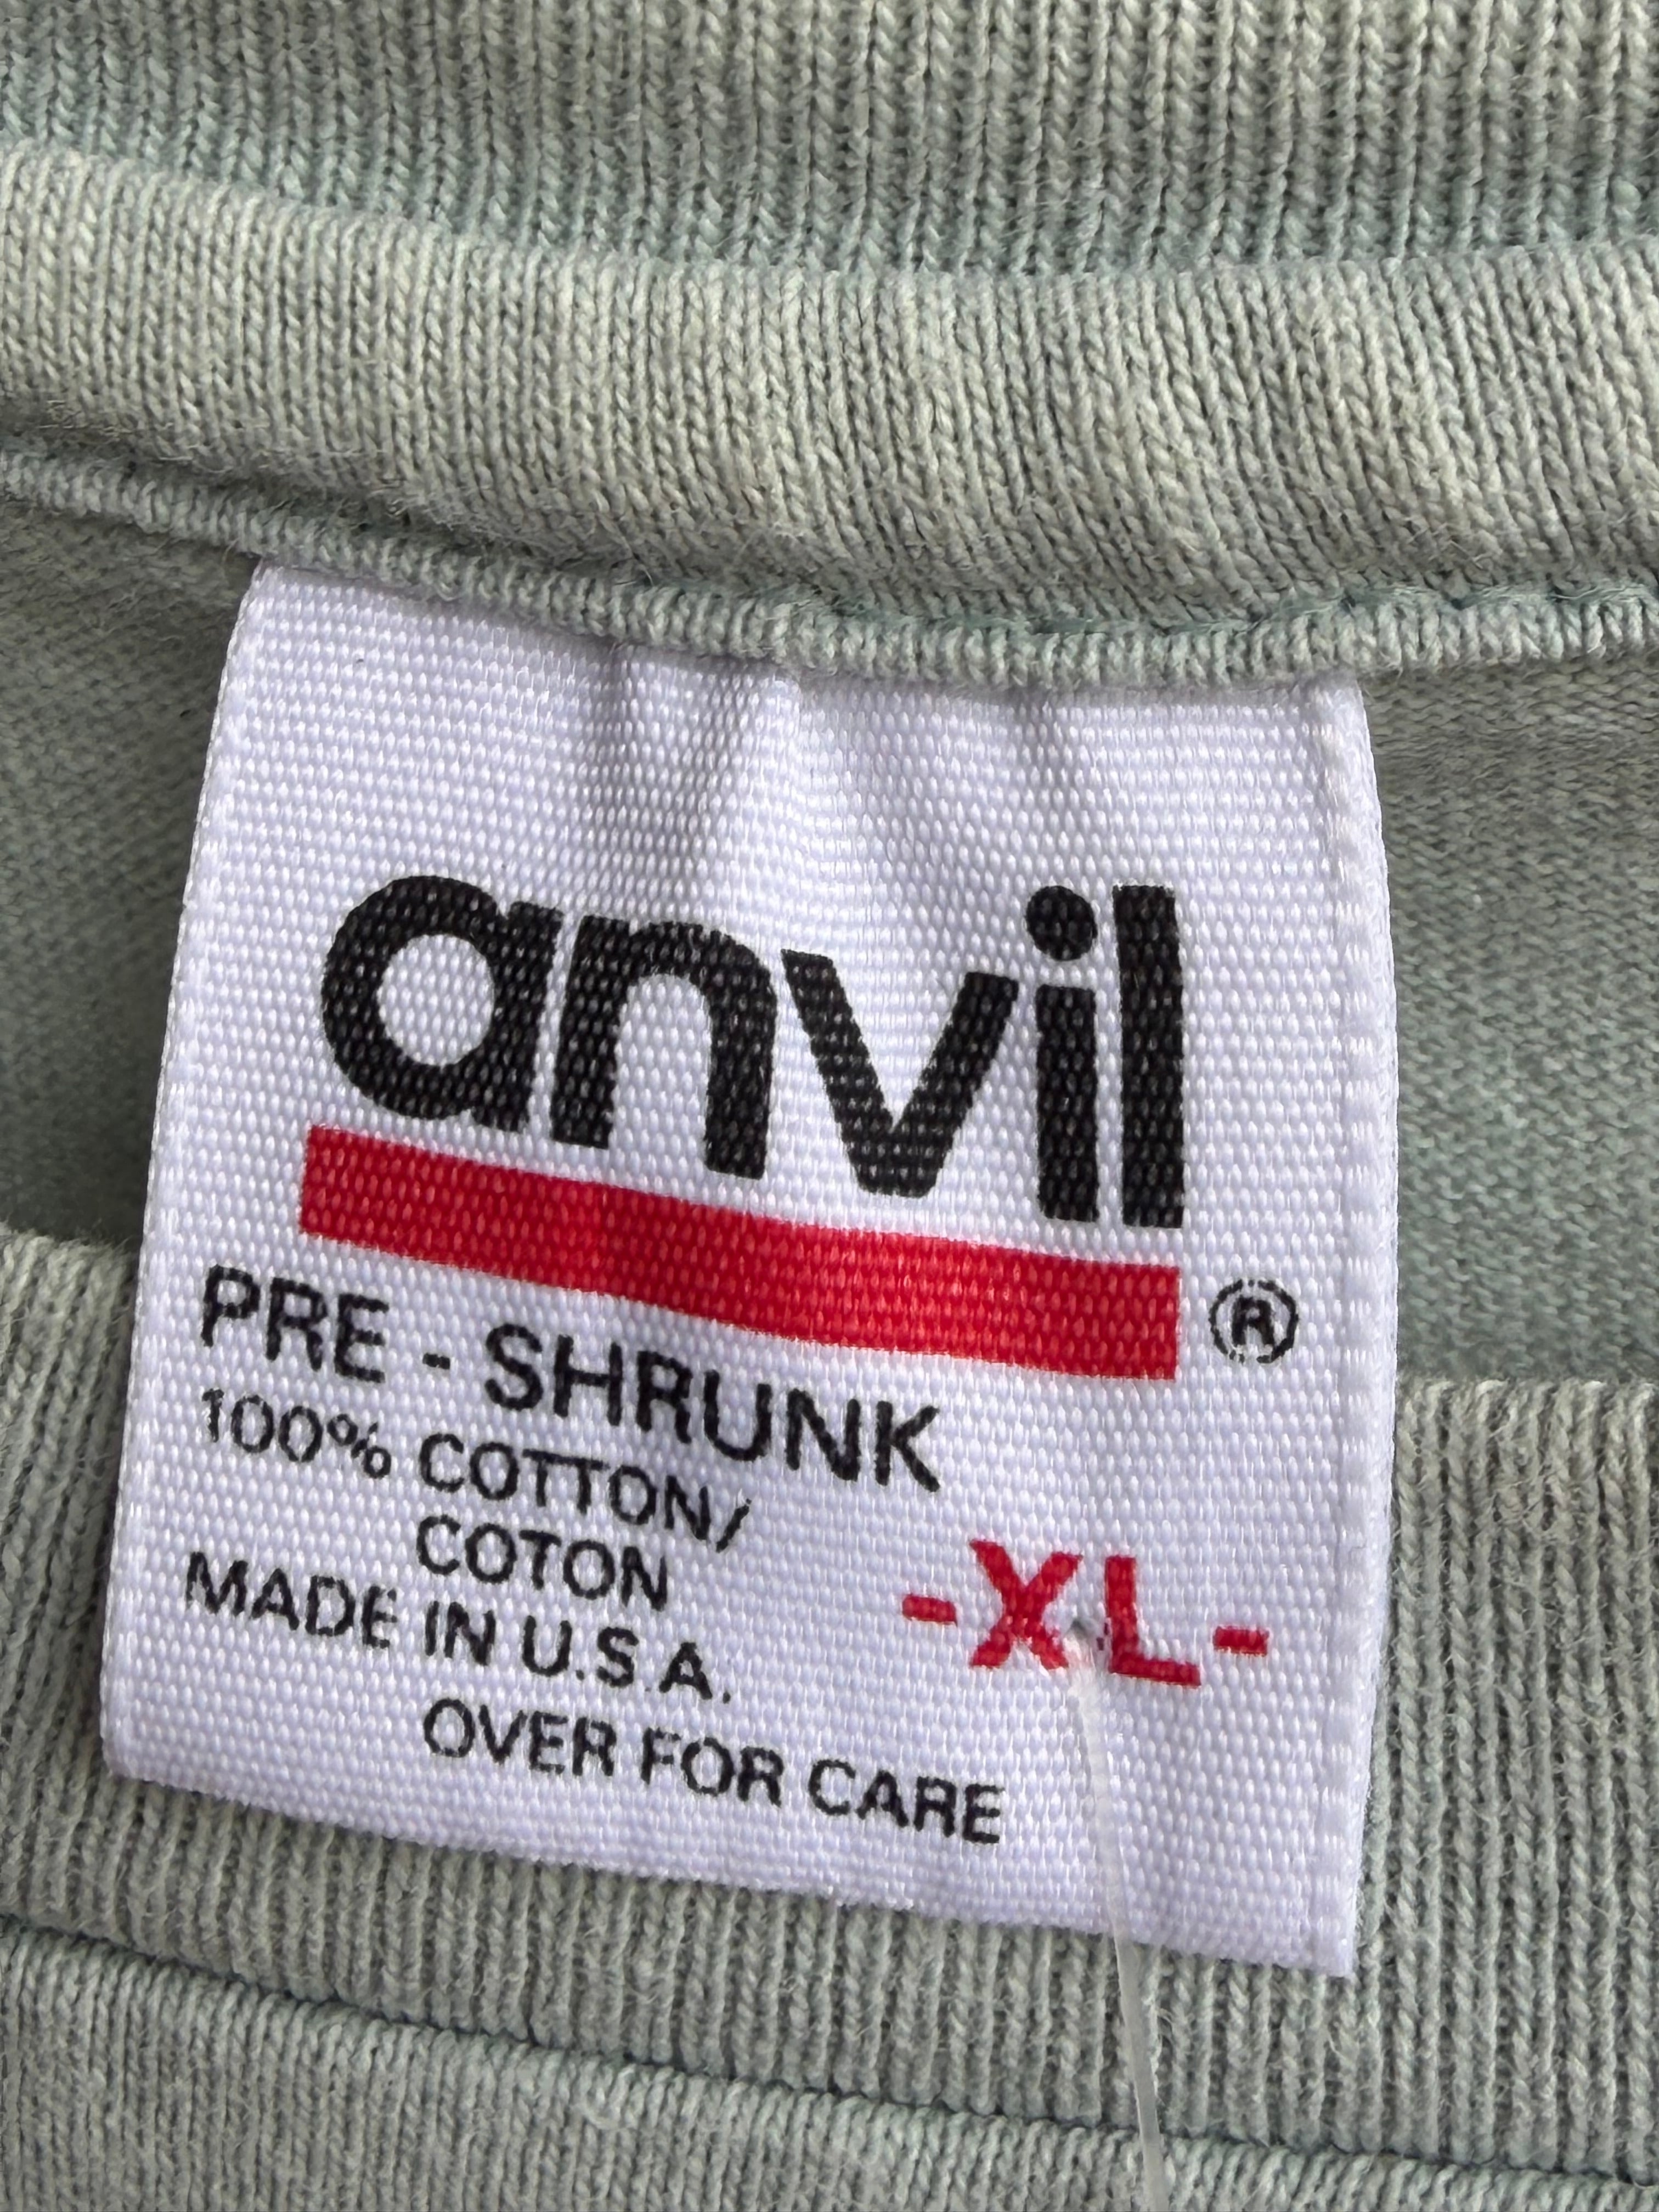 anvil
®
PRE - SHRUNK
100% COTTON/
COTON
MADE IN U.S.A.
-XL-
OVER FOR CARE